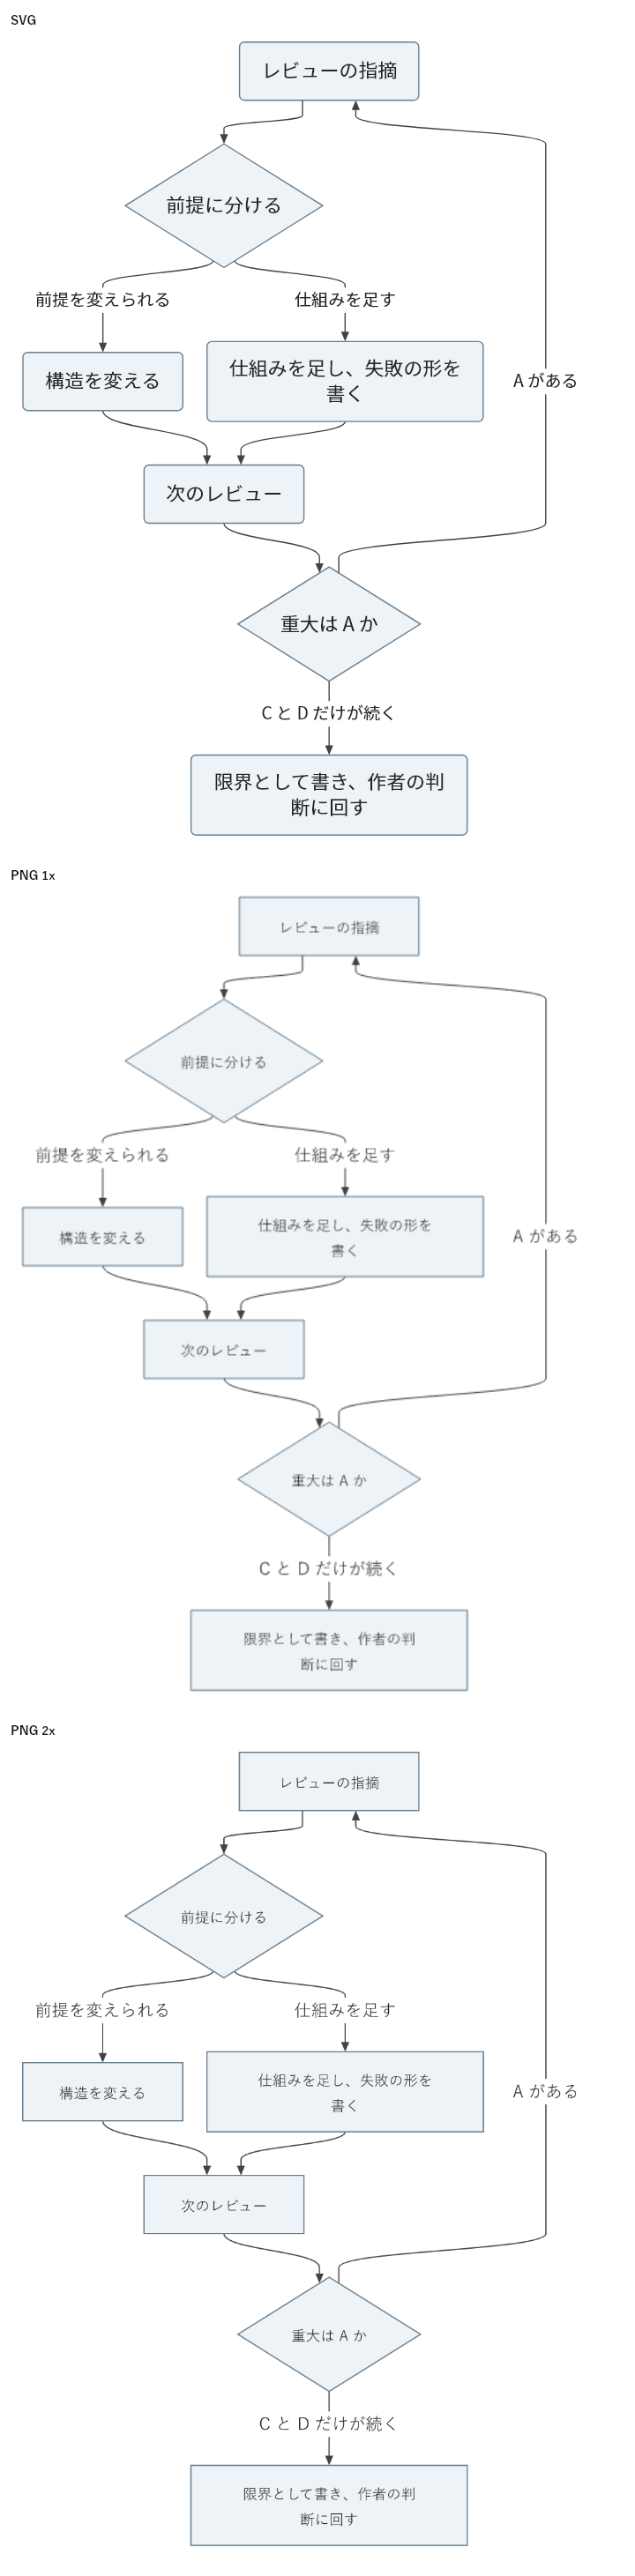 SVG
レビューの指摘
前提に分ける
前提を変えられる
仕組みを足す
構造を変える
仕組みを足し、失敗の形を
書く
A がある
次のレビュー
重大は A か
C と D だけが続く
限界として書き、作者の判
断に回す
PNG 1x
レビューの指摘
前提に分ける
前提を変えられる
仕組みを足す
構造を変える
仕組みを足し、失敗の形を
書く
A がある
次のレビュー
重大は A か
C と D だけが続く
限界として書き、作者の判
断に回す
PNG 2x
レビューの指摘
前提に分ける
前提を変えられる
仕組みを足す
構造を変える
仕組みを足し、失敗の形を
書く
A がある
次のレビュー
重大は A か
C と D だけが続く
限界として書き、作者の判
断に回す